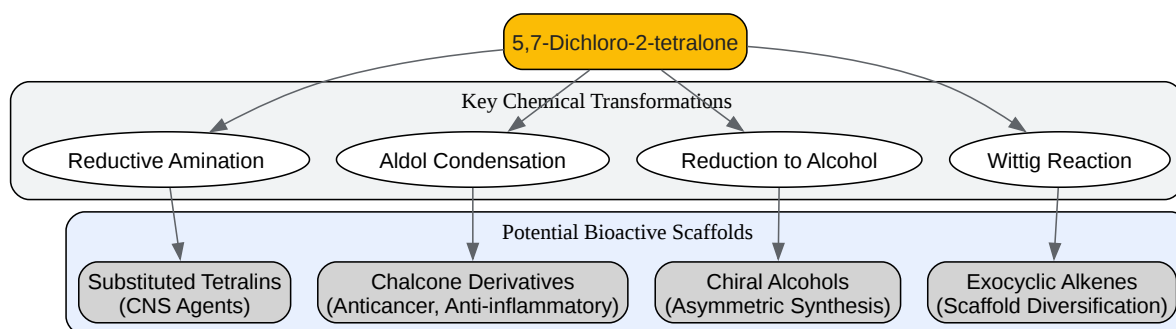 5,7-Dichloro-2-tetralone
Key Chemical Transformations
Reductive Amination
Aldol Condensation
Reduction to Alcohol
Wittig Reaction
Potential Bioactive Scaffolds
Substituted Tetralins
(CNS Agents)
Chalcone Derivatives
(Anticancer, Anti-inflammatory)
Chiral Alcohols
(Asymmetric Synthesis)
Exocyclic Alkenes
(Scaffold Diversification)